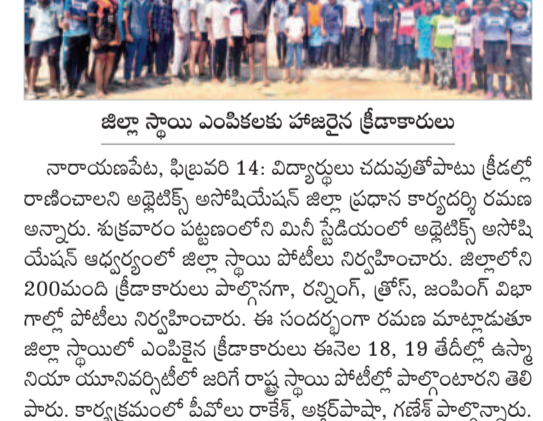 జిల్లా స్థాయి ఎంపికలకు హాజరైన క్రీడాకారులు
నారాయణపేట, ఫిబ్రవరి 14: విద్యార్థులు చదువుతోపాటు క్రీడల్లో
రాణించాలని అథ్లెటిక్స్ అసోషియేషన్ జిల్లా ప్రధాన కార్యదర్శి రమణ
అన్నారు. శుక్రవారం పట్టణంలోని మినీ స్టేడియంలో అథ్లెటిక్స్ అసోషి
యేషన్ ఆధ్వర్యంలో జిల్లా స్థాయి పోటీలు నిర్వహించారు. జిల్లాలోని
200మంది క్రీడాకారులు పాల్గొనగా, రన్నింగ్, త్రోస్, జంపింగ్ విభా
గాల్లో పోటీలు నిర్వహించారు. ఈ సందర్భంగా రమణ మాట్లాడుతూ
జిల్లా స్థాయిలో ఎంపికైన క్రీడాకారులు ఈనెల 18, 19 తేదీల్లో ఉస్మా
నియా యూనివర్సిటీలో జరిగే రాష్ట్ర స్థాయి పోటీల్లో పాల్గొంటారని తెలి
పారు. కార్యక్రమంలో పీవోలు రాకేశ్, అక్తర్‌పాషా, గణేశ్ పాల్గొన్నారు.